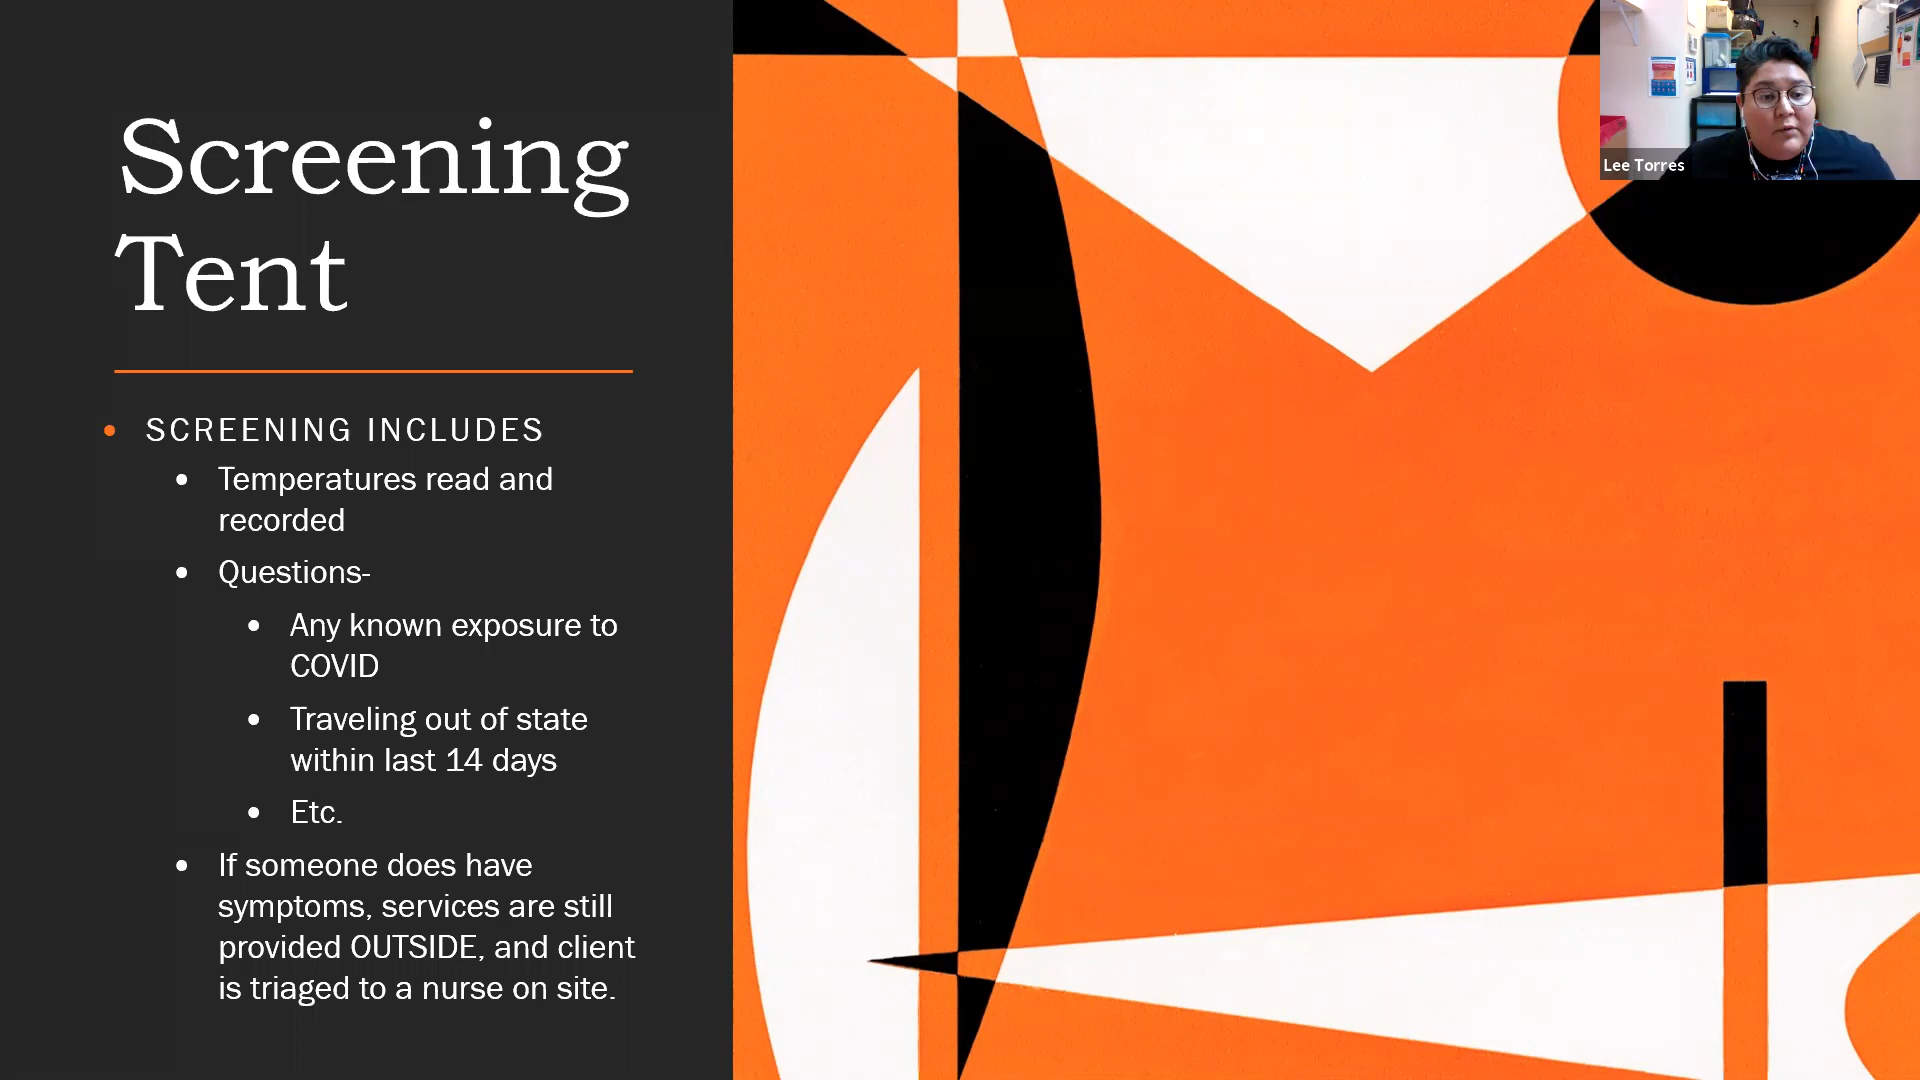 Screening
Tent
• SCREENING INCLUDES
• Temperatures read and
recorded
• Questions-
• Any known exposure to
COVID
• Traveling out of state
within last 14 days
• Etc.
• If someone does have
symptoms, services are still
provided OUTSIDE, and client
is triaged to a nurse on site.
Lee Torres